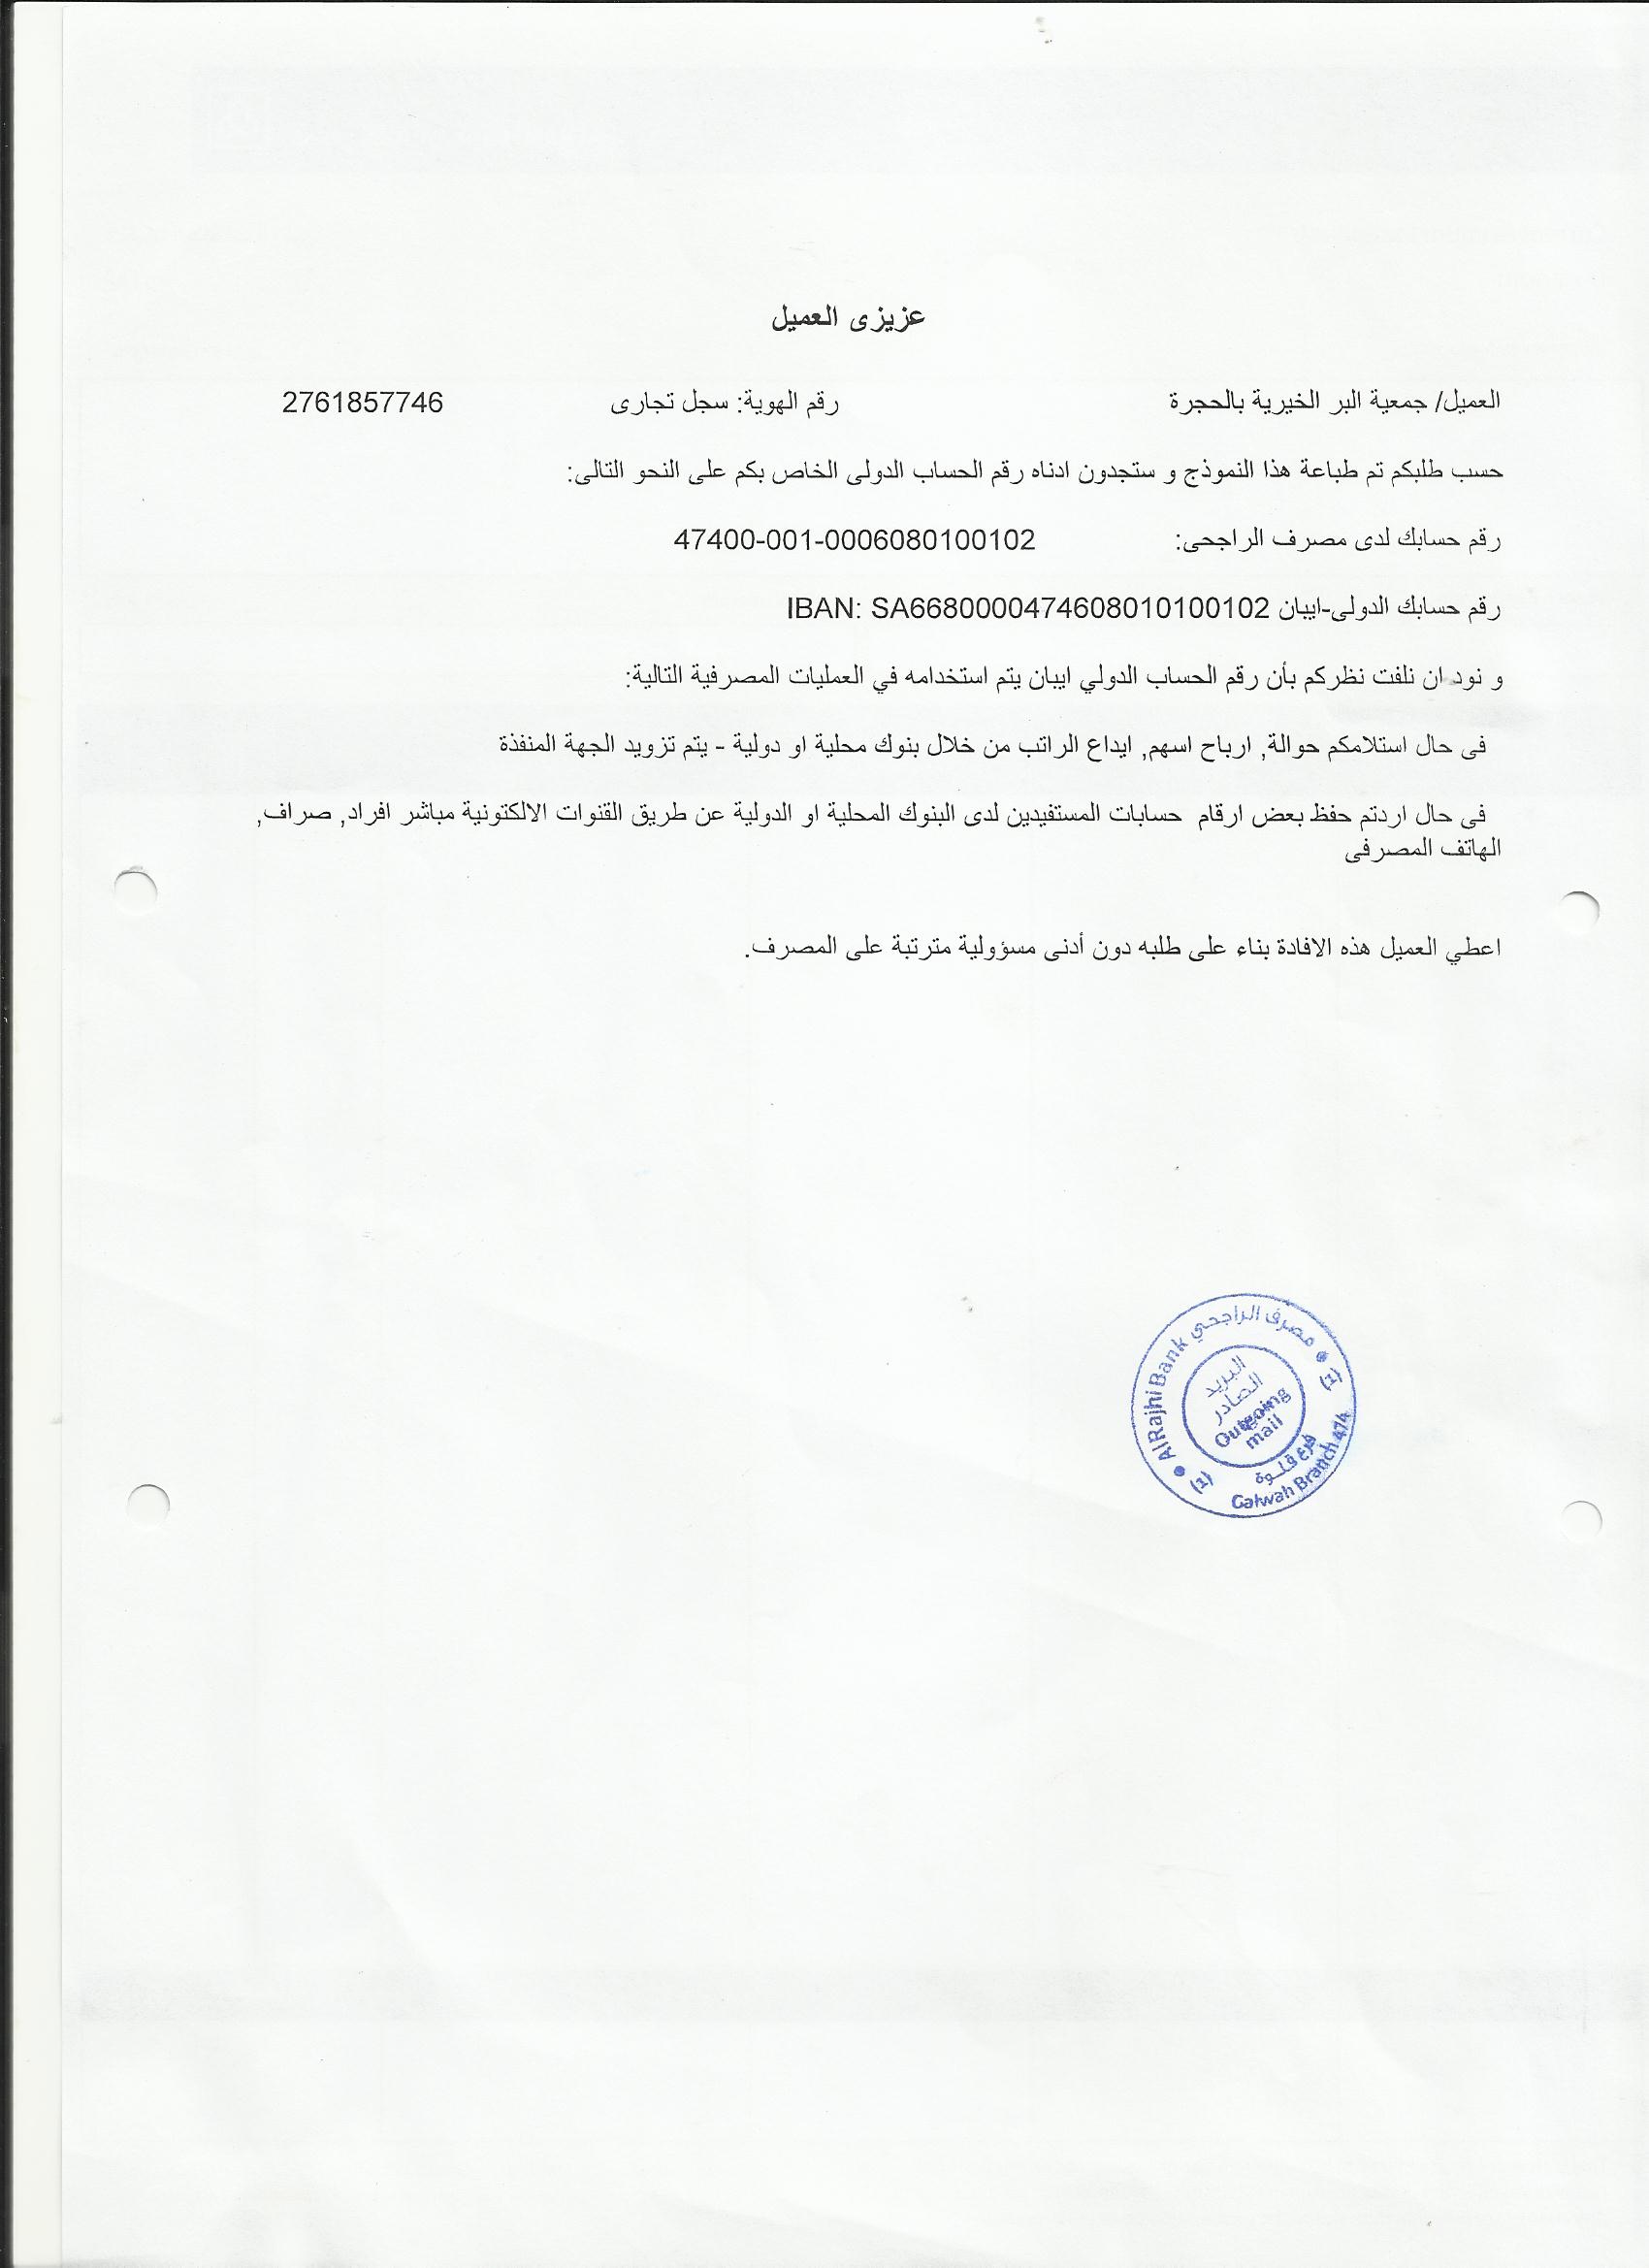 عزيزى العميل
العميل/ جمعية البر الخيرية بالحجرة رقم الهوية: سجل تجارى 2761857746
حسب طلبكم تم طباعة هذا النموذج و ستجدون ادناه رقم الحساب الدولى الخاص بكم على النحو التالى:
رقم حسابك لدى مصرف الراجحى: 47400-001-0006080100102
رقم حسابك الدولى-ايبان IBAN: SA6680000474608010100102
و نود ان نلفت نظركم بأن رقم الحساب الدولي ايبان يتم استخدامه في العمليات المصرفية التالية:
فى حال استلامكم حوالة, ارباح اسهم, ايداع الراتب من خلال بنوك محلية او دولية - يتم تزويد الجهة المنفذة
فى حال اردتم حفظ بعض ارقام حسابات المستفيدين لدى البنوك المحلية او الدولية عن طريق القنوات الالكتونية مباشر افراد, صراف,
الهاتف المصرفى
اعطي العميل هذه الافادة بناء على طلبه دون أدنى مسؤولية مترتبة على المصرف.
AlRajhi Bank مصرف الراجحي
(1)
البريد
الصادر
Outgoing
mail
(1)
فرع قلوة
Galwah Branch 474